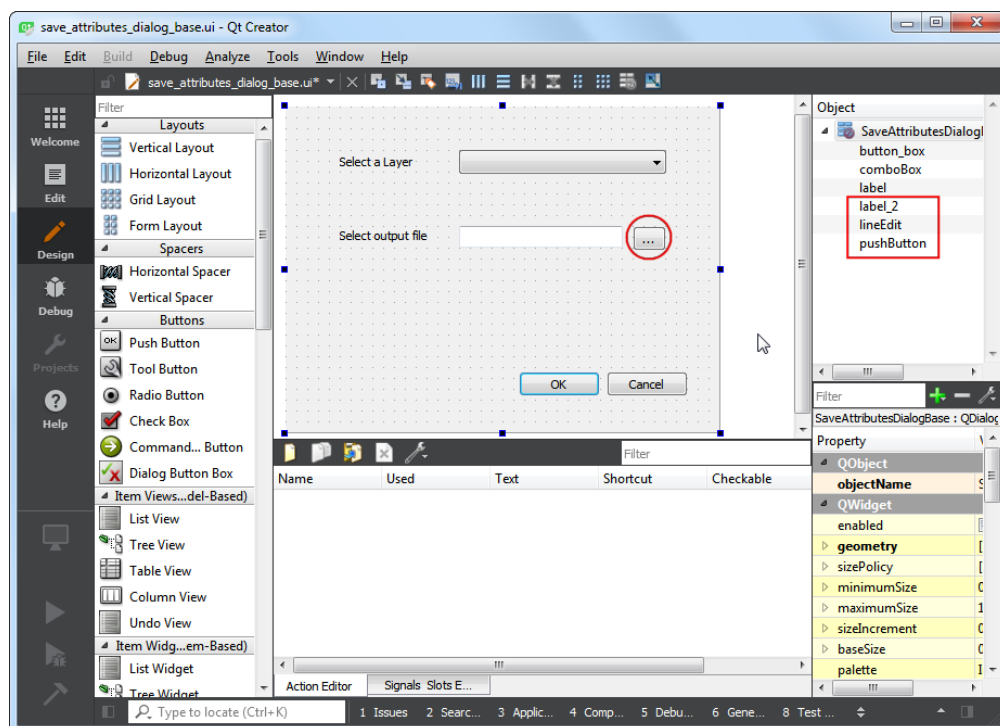 save_attributes_dialog_base.ui - Qt Creator
File Edit Build Debug Analyze Tools Window Help
save_attributes_dialog_base.ui*
Welcome
Edit
Design
Debug
Projects
Help
Filter
Layouts
Vertical Layout
Horizontal Layout
Grid Layout
Form Layout
Spacers
Horizontal Spacer
Vertical Spacer
Buttons
OK
Push Button
Tool Button
Radio Button
Check Box
Command... Button
Dialog Button Box
Item Views...del-Based)
List View
Tree View
Table View
Column View
Undo View
Item Widg...em-Based)
List Widget
Tree Widget
Select a Layer
Select output file
...
OK Cancel
Filter
Name Used Text Shortcut Checkable
Action Editor Signals Slots E...
Object
SaveAttributesDialogI
button_box
comboBox
label
label_2
lineEdit
pushButton
Filter
SaveAttributesDialogBase : QDialog
Property
QObject
objectName
QWidget
enabled
geometry
sizePolicy
minimumSize
maximumSize
sizeIncrement
baseSize
palette
Type to locate (Ctrl+K) 1 Issues 2 Searc... 3 Applic... 4 Comp... 5 Debu... 6 Gene... 8 Test ...